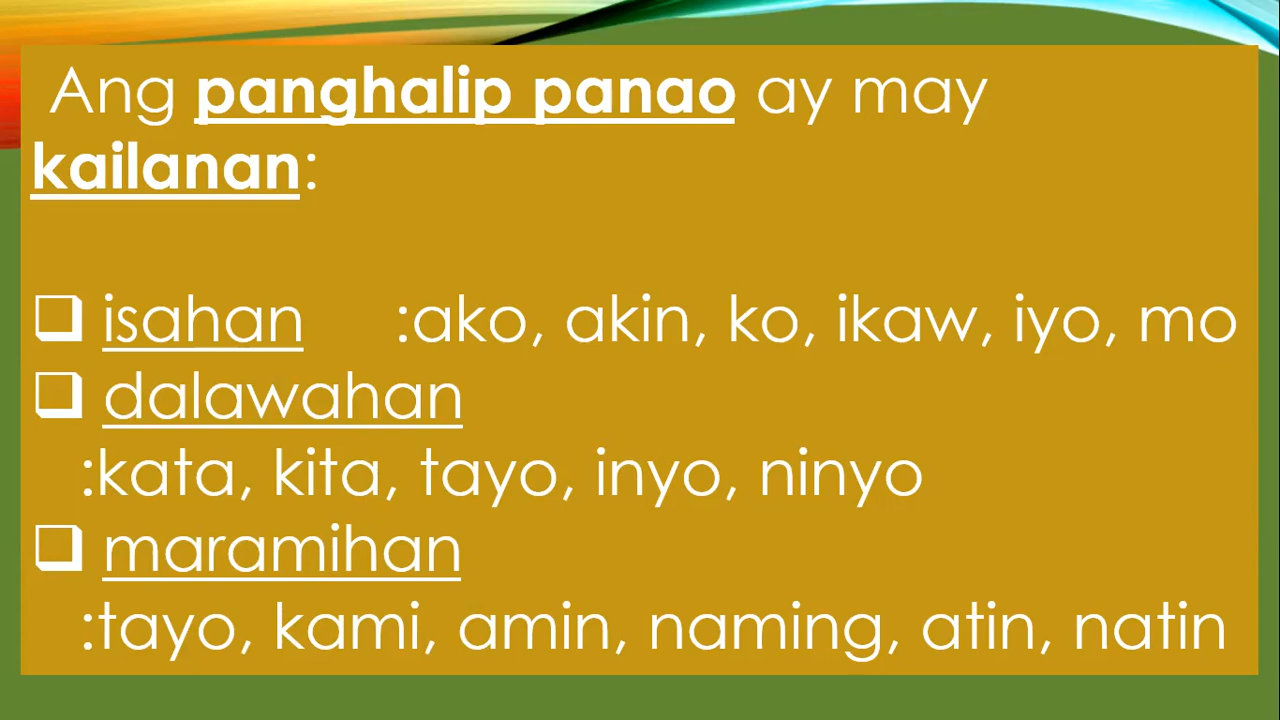 Ang panghalip panao ay may
kailanan:
❑ isahan :ako, akin, ko, ikaw, iyo, mo
❑ dalawahan
:kata, kita, tayo, inyo, ninyo
❑ maramihan
:tayo, kami, amin, naming, atin, natin